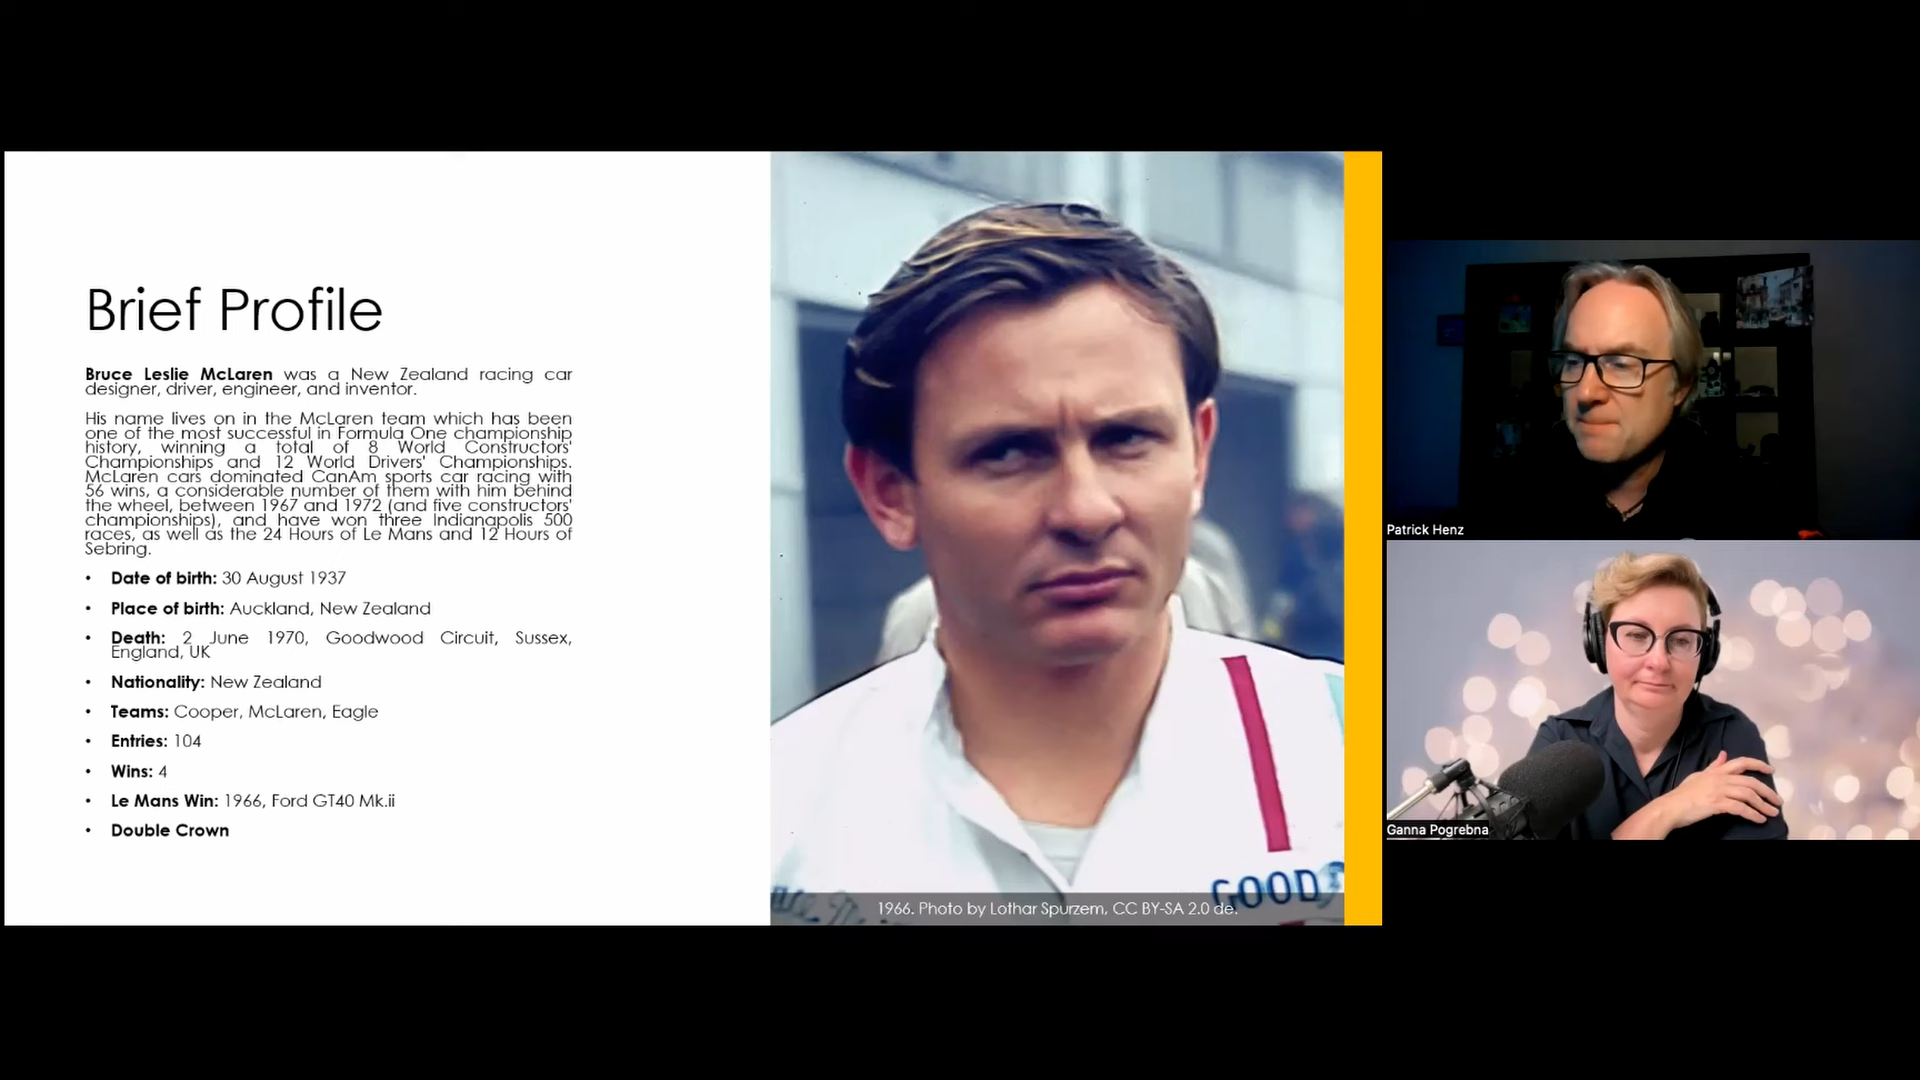 Brief Profile
Bruce Leslie McLaren was a New Zealand racing car
designer, driver, engineer, and inventor.
His name lives on in the McLaren team which has been
one of the most successful in Formula One championship
history, winning a total of 8 World Constructors'
Championships and 12 World Drivers' Championships.
McLaren cars dominated CanAm sports car racing with
56 wins, a considerable number of them with him behind
the wheel, between 1967 and 1972 (and five constructors'
championships), and have won three Indianapolis 500
races, as well as the 24 Hours of Le Mans and 12 Hours of
Sebring.
• Date of birth: 30 August 1937
• Place of birth: Auckland, New Zealand
• Death: 2 June 1970, Goodwood Circuit, Sussex,
England, UK
• Nationality: New Zealand
• Teams: Cooper, McLaren, Eagle
• Entries: 104
• Wins: 4
• Le Mans Win: 1966, Ford GT40 Mk.ii
• Double Crown
GOOD
1966. Photo by Lothar Spurzem, CC BY-SA 2.0 de.
Patrick Henz
Ganna Pogrebna